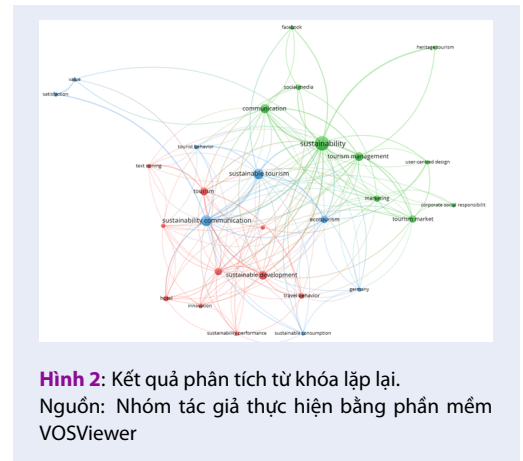 facebook
heritage tourism
social media
value
satisfaction
communication
sustainability
tourist behavior
tourism management
text mining
user-centred design
sustainable tourism
tourism
marketing
corporate social responsibilit
sustainability communication
ecotourism
tourism market
sustainable development
germany
travel behavior
hotel
innovation
sustainability performance
sustainable consumption
Hình 2: Kết quả phân tích từ khóa lặp lại.
Nguồn: Nhóm tác giả thực hiện bằng phần mềm
VOSViewer